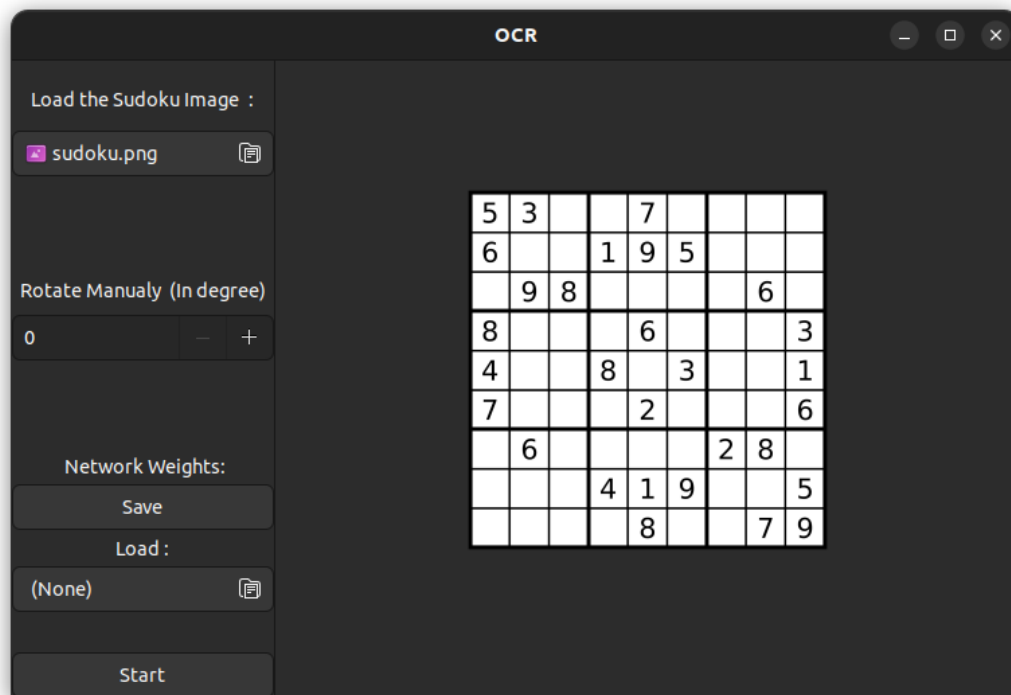 OCR
Load the Sudoku Image :
sudoku.png
Rotate Manualy (In degree)
0
Network Weights:
Save
Load :
(None)
Start
5 3 7
6 1 9 5
9 8 6
8 6 3
4 8 3 1
7 2 6
6 2 8
4 1 9 5
8 7 9